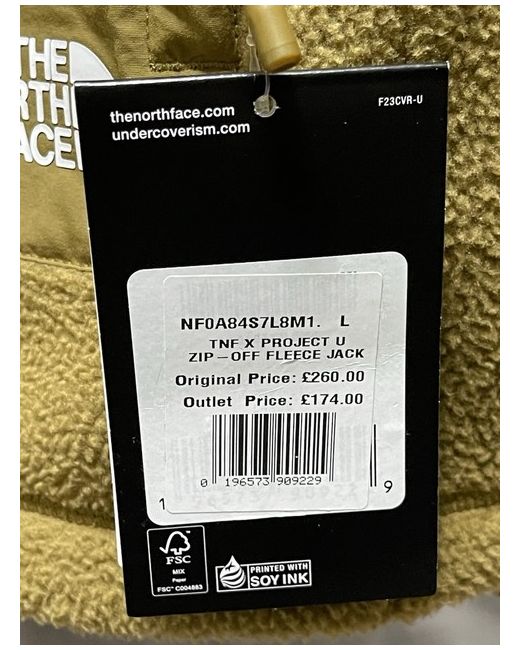 THE
NORTH
FACE
thenorthface.com
undercoverism.com
F23CVR-U
NF0A84S7L8M1. L
TNF X PROJECT U
ZIP-OFF FLEECE JACK
Original Price: £260.00
Outlet Price: £174.00
0 196573 909229
1 9
FSC
MIX
Paper
FSC™ C004883
PRINTED WITH
SOY INK